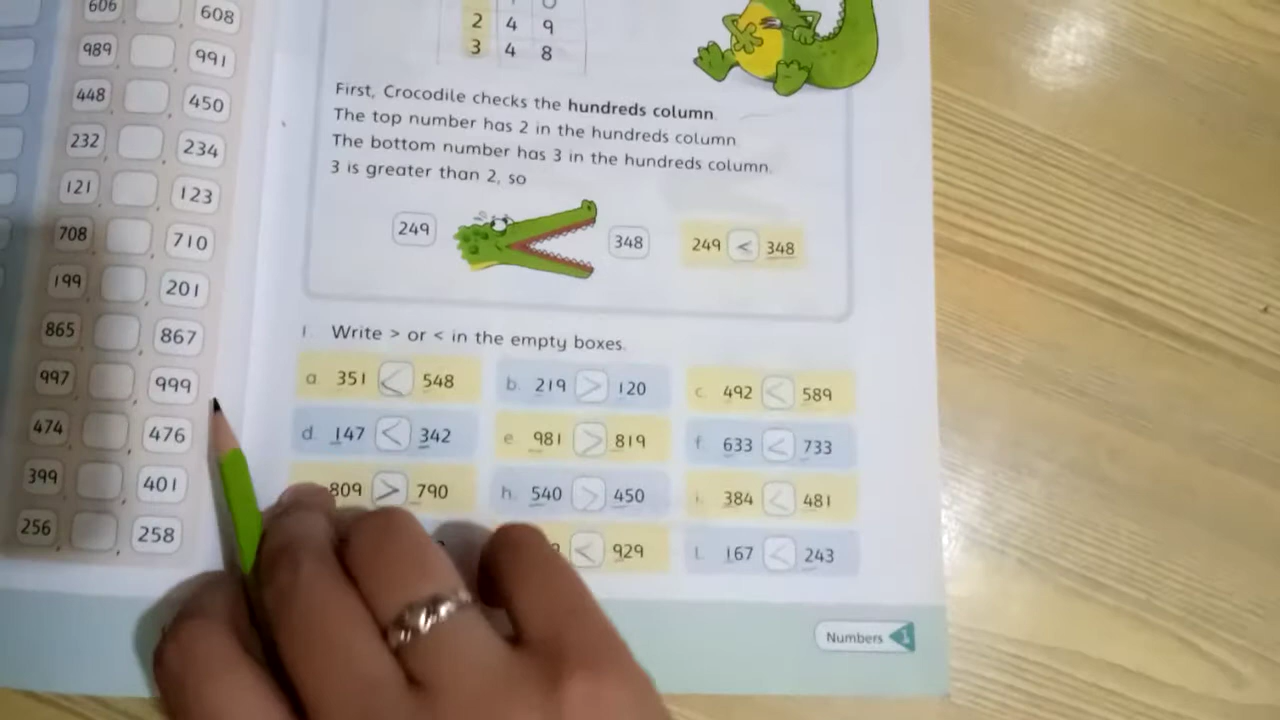 606, 608
989, 991
448, 450
232, 234
121, 123
708, 710
199, 201
865, 867
997, 999
474, 476
399, 401
256, 258
2 4 9
3 4 8
First, Crocodile checks the hundreds column.
The top number has 2 in the hundreds column.
The bottom number has 3 in the hundreds column.
3 is greater than 2, so
249 348 249 < 348
1. Write > or < in the empty boxes.
a. 351 < 548 b. 219 > 120 c. 492 < 589
d. 147 < 342 e. 981 > 819 f. 633 < 733
809 > 790 h. 540 > 450 i. 384 < 481
< 929 l. 167 < 243
Numbers 1